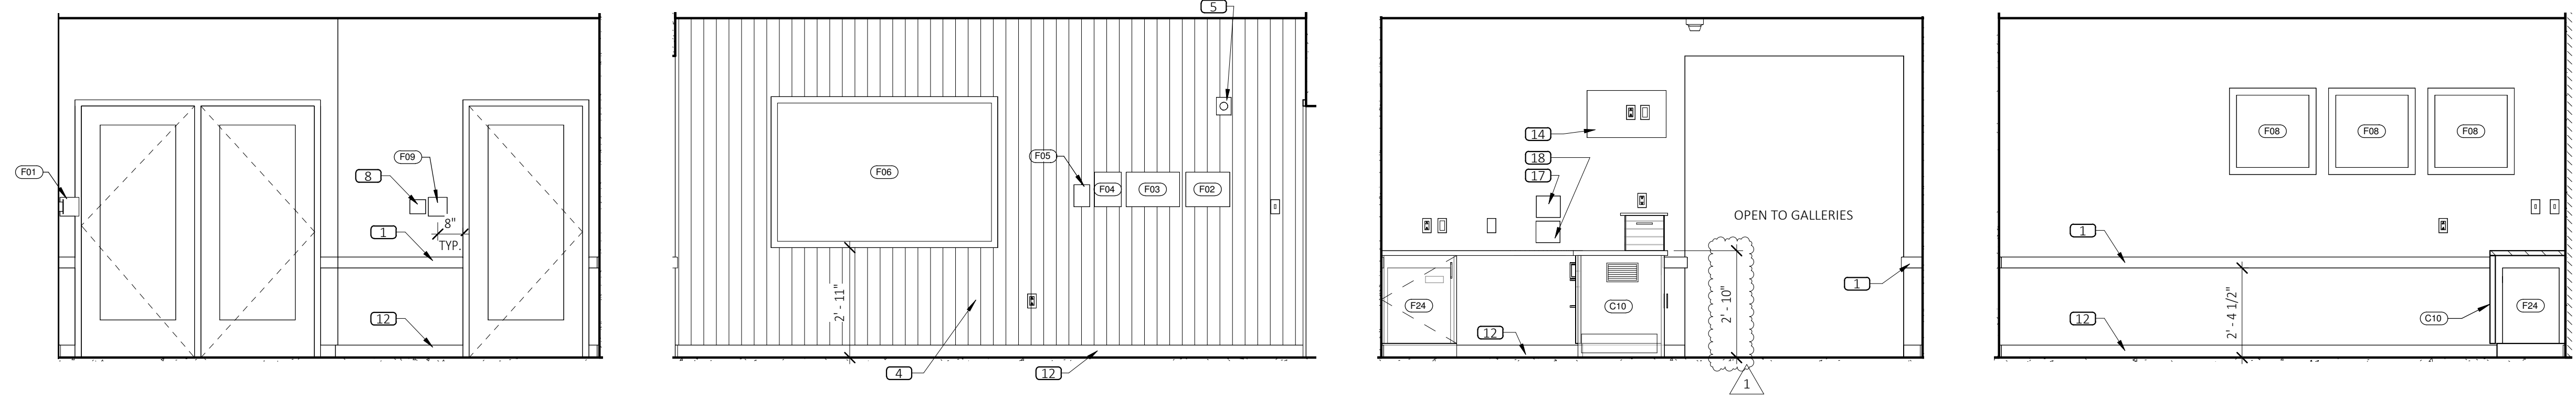 F01
F09
8
8"
TYP.
1
12
5
F06
F05
F04
F03
F02
2' - 11"
4
12
14
18
17
OPEN TO GALLERIES
F24
C10
2' - 10"
1
12
1
F08
F08
F08
1
2' - 4 1/2"
12
C10
F24